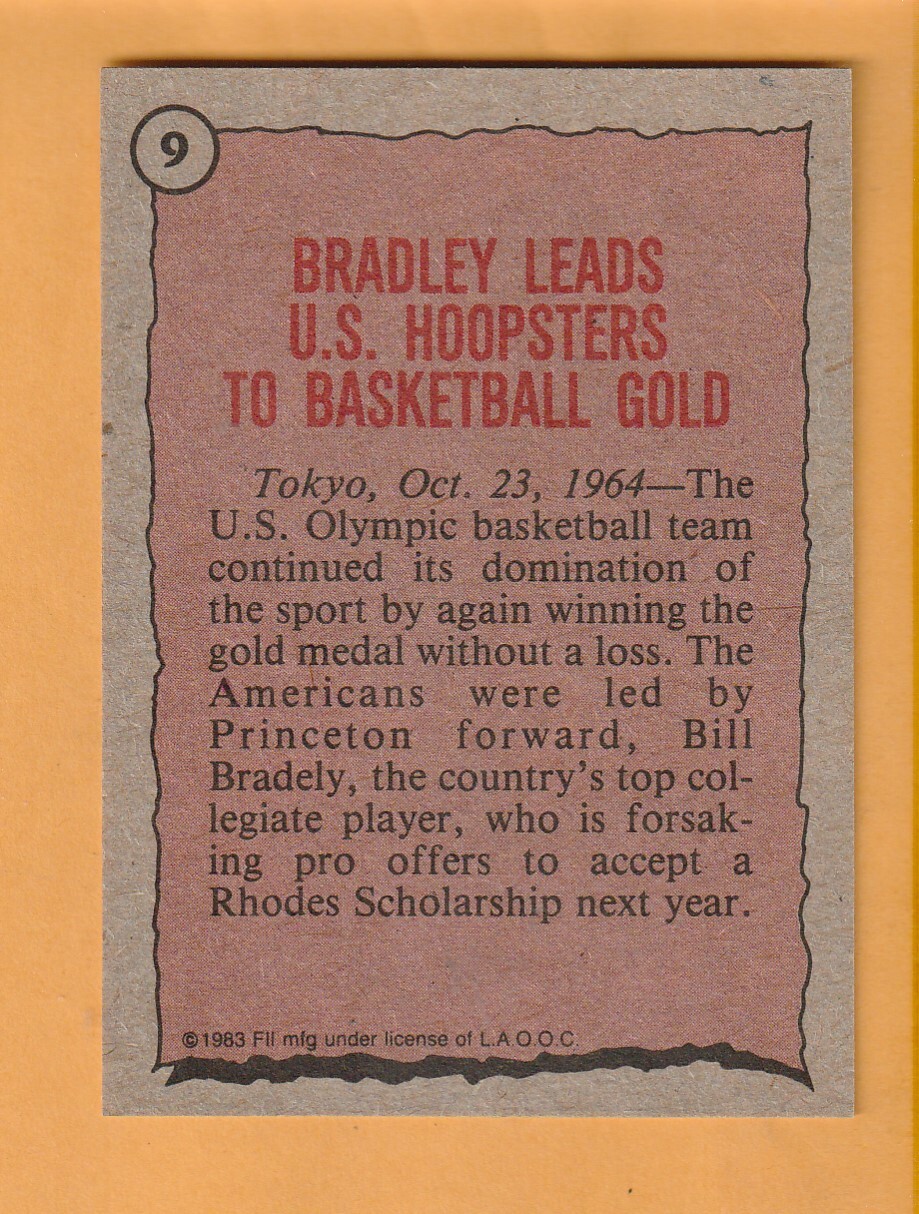 9
BRADLEY LEADS
U.S. HOOPSTERS
TO BASKETBALL GOLD
Tokyo, Oct. 23, 1964—The
U.S. Olympic basketball team
continued its domination of
the sport by again winning the
gold medal without a loss. The
Americans were led by
Princeton forward, Bill
Bradely, the country's top col-
legiate player, who is forsak-
ing pro offers to accept a
Rhodes Scholarship next year.
©1983 FII mfg under license of L.A.O.O.C.